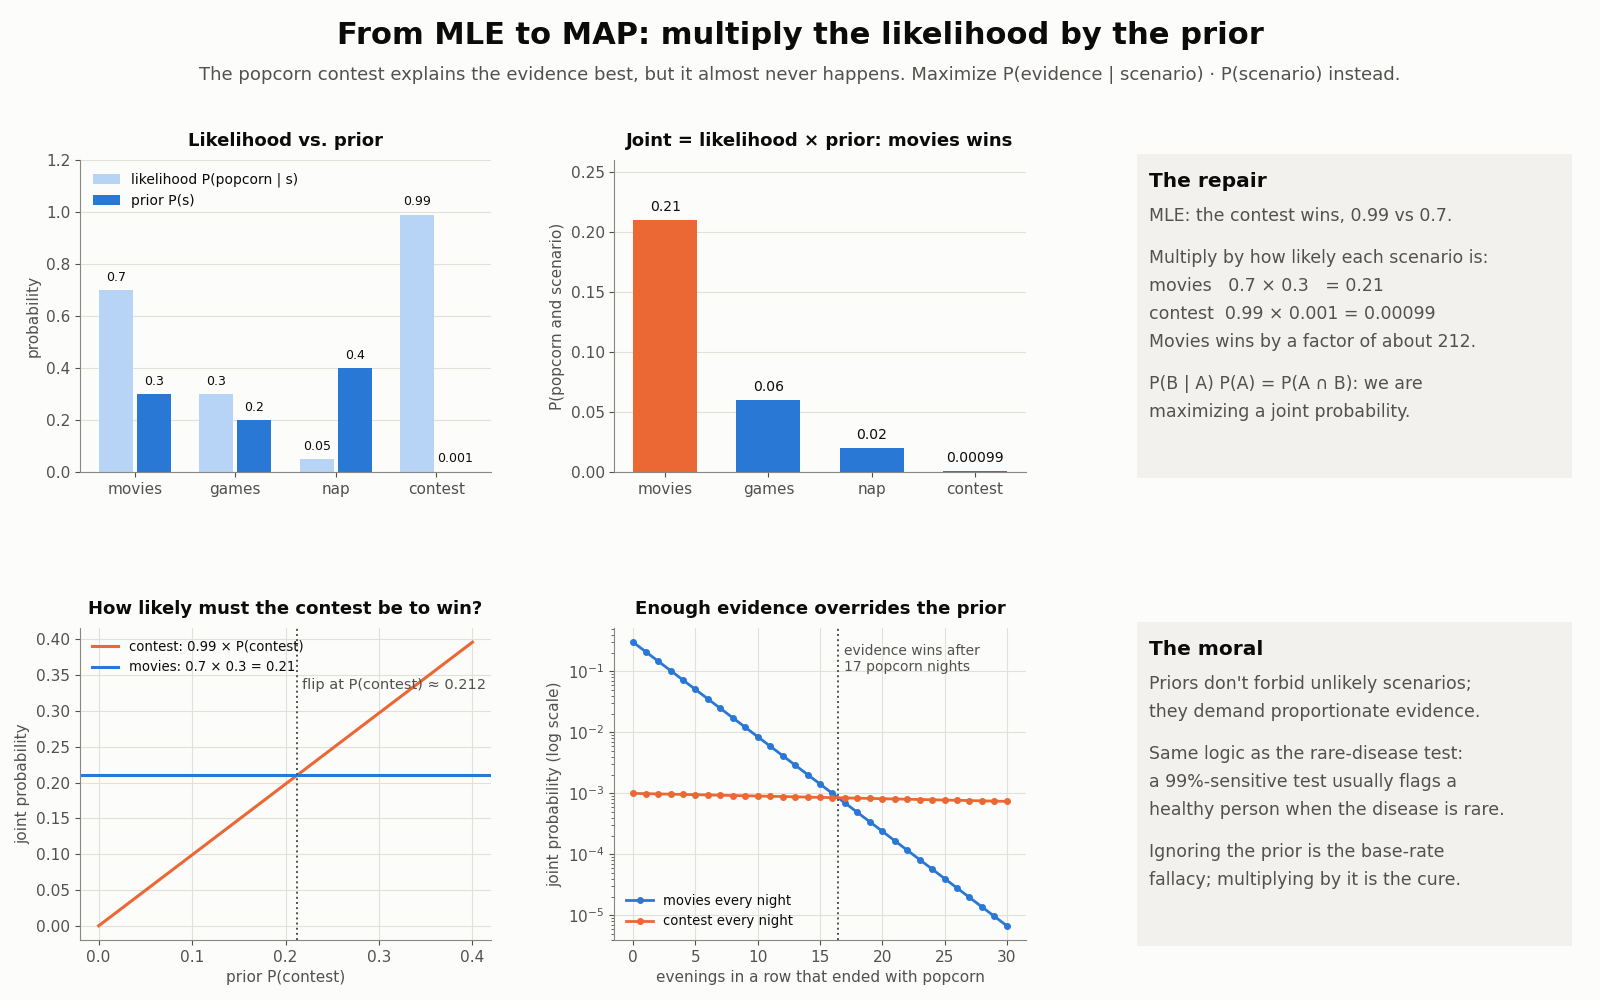 From MLE to MAP: multiply the likelihood by the prior
The popcorn contest explains the evidence best, but it almost never happens. Maximize P(evidence | scenario) · P(scenario) instead.
Likelihood vs. prior
probability
1.2
1.0
0.8
0.6
0.4
0.2
0.0
likelihood P(popcorn | s)
prior P(s)
0.7
0.3
0.3
0.2
0.05
0.4
0.99
0.001
movies
games
nap
contest
Joint = likelihood × prior: movies wins
P(popcorn and scenario)
0.25
0.20
0.15
0.10
0.05
0.00
0.21
0.06
0.02
0.00099
movies
games
nap
contest
The repair
MLE: the contest wins, 0.99 vs 0.7.
Multiply by how likely each scenario is:
movies 0.7 × 0.3 = 0.21
contest 0.99 × 0.001 = 0.00099
Movies wins by a factor of about 212.
P(B | A) P(A) = P(A ∩ B): we are
maximizing a joint probability.
How likely must the contest be to win?
joint probability
0.40
0.35
0.30
0.25
0.20
0.15
0.10
0.05
0.00
contest: 0.99 × P(contest)
movies: 0.7 × 0.3 = 0.21
flip at P(contest) ≈ 0.212
0.0
0.1
0.2
0.3
0.4
prior P(contest)
Enough evidence overrides the prior
joint probability (log scale)
10⁻¹
10⁻²
10⁻³
10⁻⁴
10⁻⁵
evidence wins after
17 popcorn nights
movies every night
contest every night
0
5
10
15
20
25
30
evenings in a row that ended with popcorn
The moral
Priors don't forbid unlikely scenarios;
they demand proportionate evidence.
Same logic as the rare-disease test:
a 99%-sensitive test usually flags a
healthy person when the disease is rare.
Ignoring the prior is the base-rate
fallacy; multiplying by it is the cure.